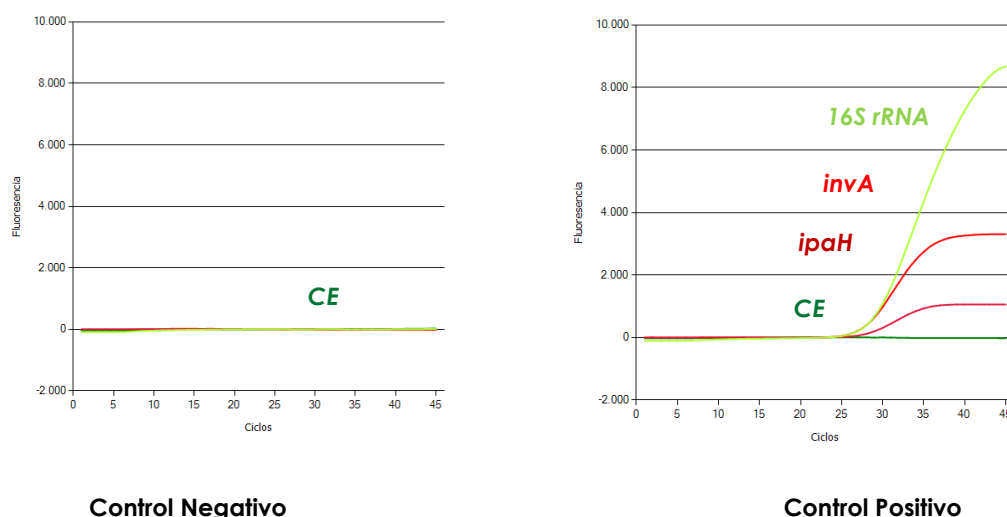 10.000
8.000
6.000
4.000
2.000
0
-2.000
Fluoresencia
CE
0 5 10 15 20 25 30 35 40 45
Ciclos
Control Negativo
10.000
8.000
6.000
4.000
2.000
0
-2.000
Fluoresencia
16S rRNA
invA
ipaH
CE
0 5 10 15 20 25 30 35 40 45
Ciclos
Control Positivo